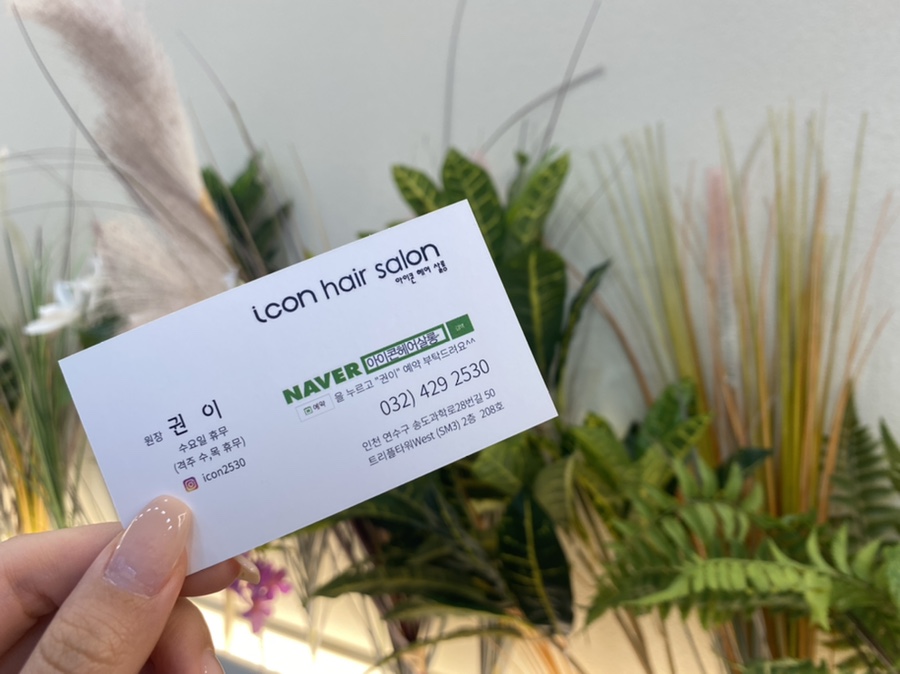 icon hair salon
아이콘 헤어 살롱
NAVER 아이콘헤어살롱
예약 을 누르고 "권이" 예약 부탁드려요^^
032) 429 2530
인천 연수구 송도과학로28번길 50
트리플타워West (SM3) 2층 208호
원장 권 이
수요일 휴무
(격주 수,목 휴무)
icon2530